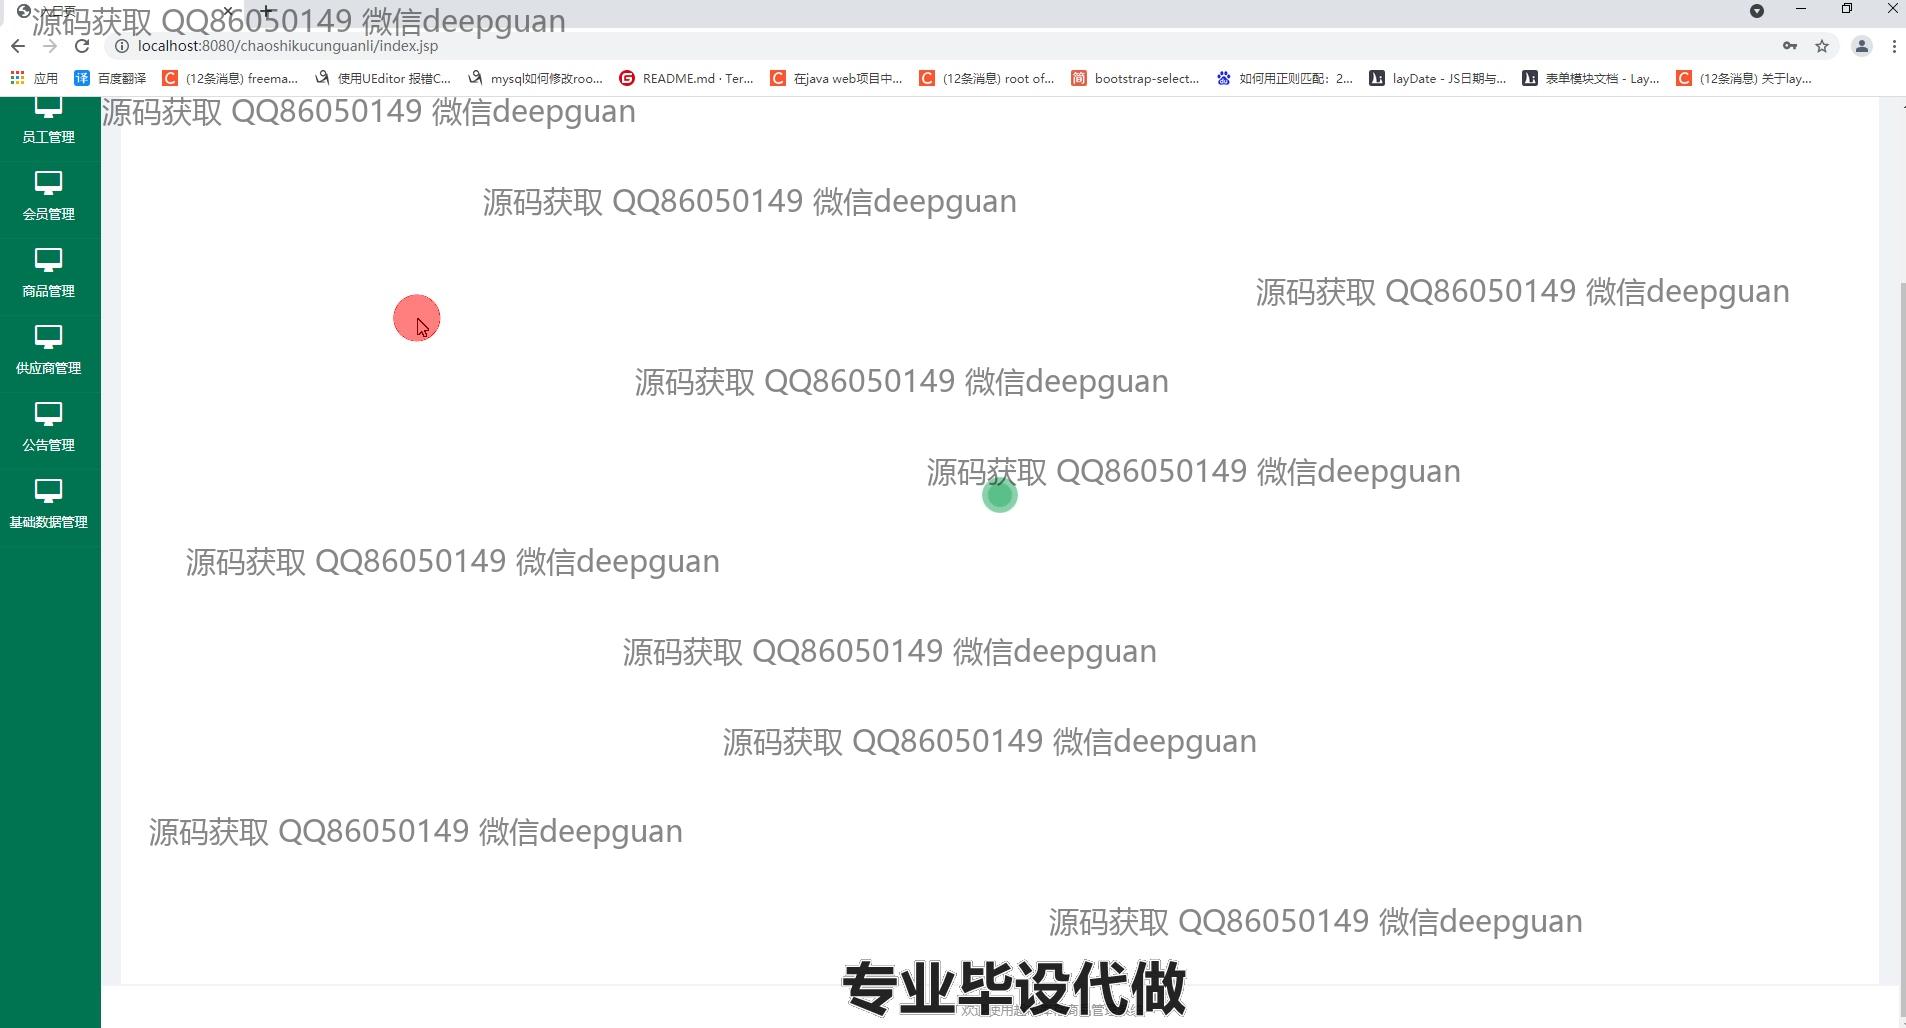 源码获取 QQ86050149 微信deepguan
localhost:8080/chaoshikucunguanli/index.jsp
应用
百度翻译
(12条消息) freema...
使用UEditor 报错C...
mysql如何修改roo...
README.md · Ter...
在java web项目中...
(12条消息) root of...
bootstrap-select...
如何用正则匹配：2...
layDate - JS日期与...
表单模块文档 - Lay...
(12条消息) 关于lay...
源码获取 QQ86050149 微信deepguan
员工管理
源码获取 QQ86050149 微信deepguan
会员管理
源码获取 QQ86050149 微信deepguan
商品管理
供应商管理
源码获取 QQ86050149 微信deepguan
公告管理
源码获取 QQ86050149 微信deepguan
基础数据管理
源码获取 QQ86050149 微信deepguan
源码获取 QQ86050149 微信deepguan
源码获取 QQ86050149 微信deepguan
源码获取 QQ86050149 微信deepguan
源码获取 QQ86050149 微信deepguan
专业毕设代做